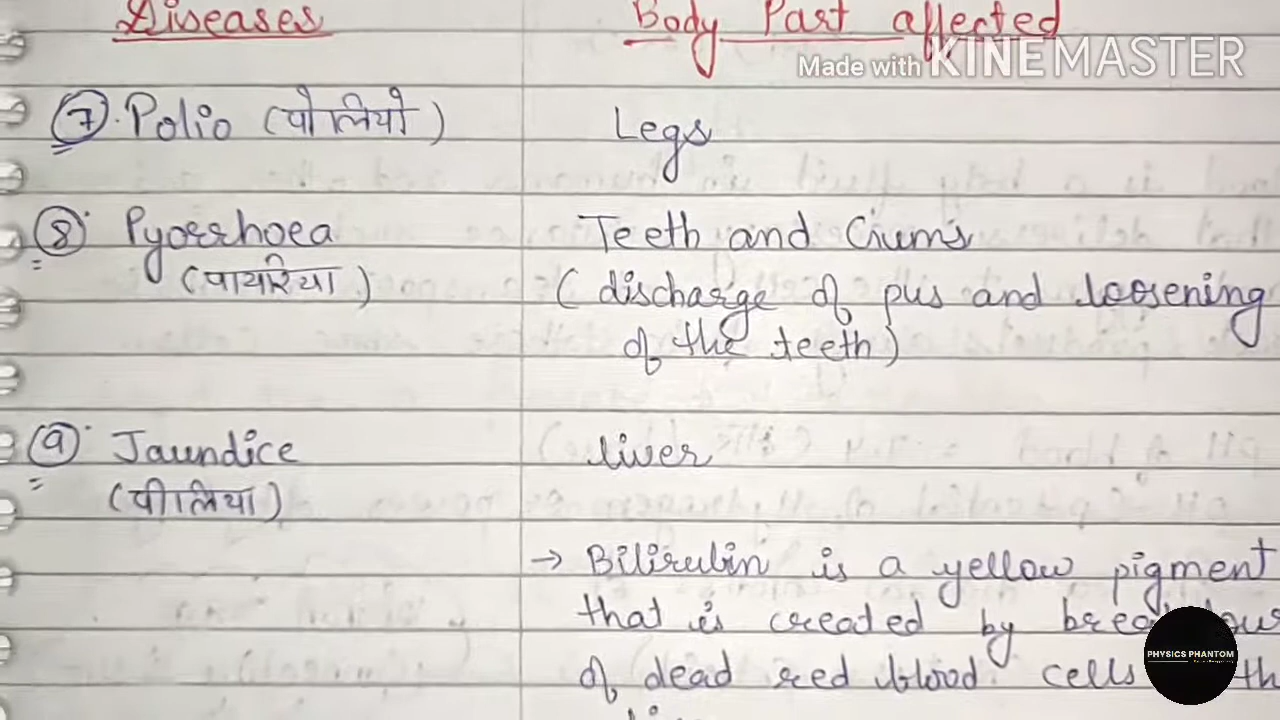 Diseases Body Part affected
Made with KINEMASTER
7. Polio (पोलियो) Legs
8. Pyorrhoea Teeth and Gums
(पायरिया) (discharge of pus and loosening
of the teeth)
9. Jaundice liver
(पीलिया)
→ Bilirubin is a yellow pigment
that is created by
of dead red blood cells
PHYSICS PHANTOM